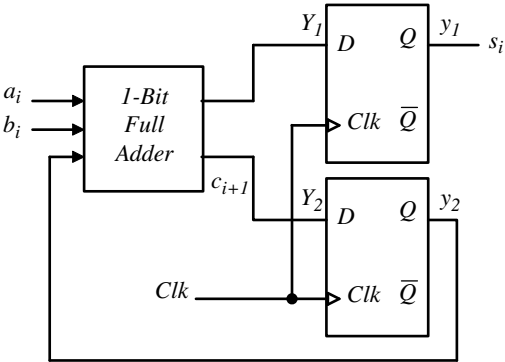 Y1 y1
D Q si
ai
bi
1-Bit
Full
Adder
Clk Q̅
ci+1
Y2 y2
D Q
Clk
Clk Q̅